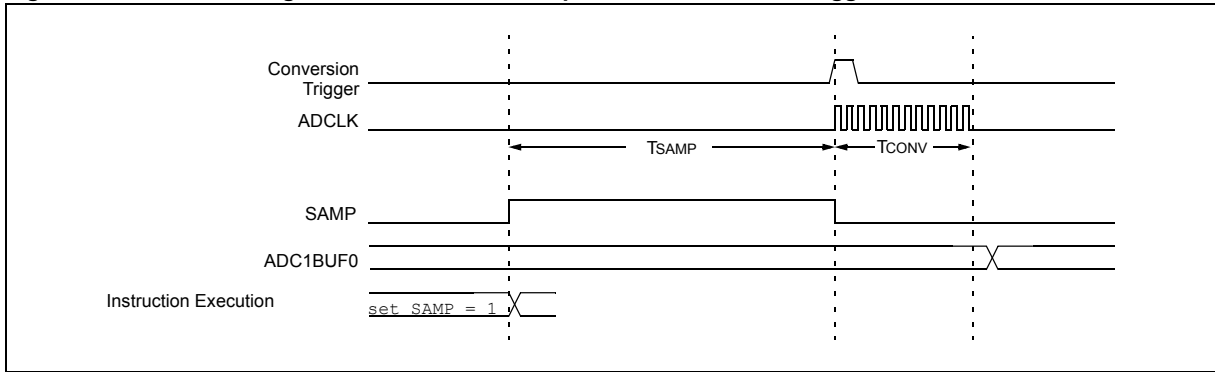 Conversion
Trigger
ADCLK
TSAMP
TCONV
SAMP
ADC1BUF0
Instruction Execution
set SAMP = 1